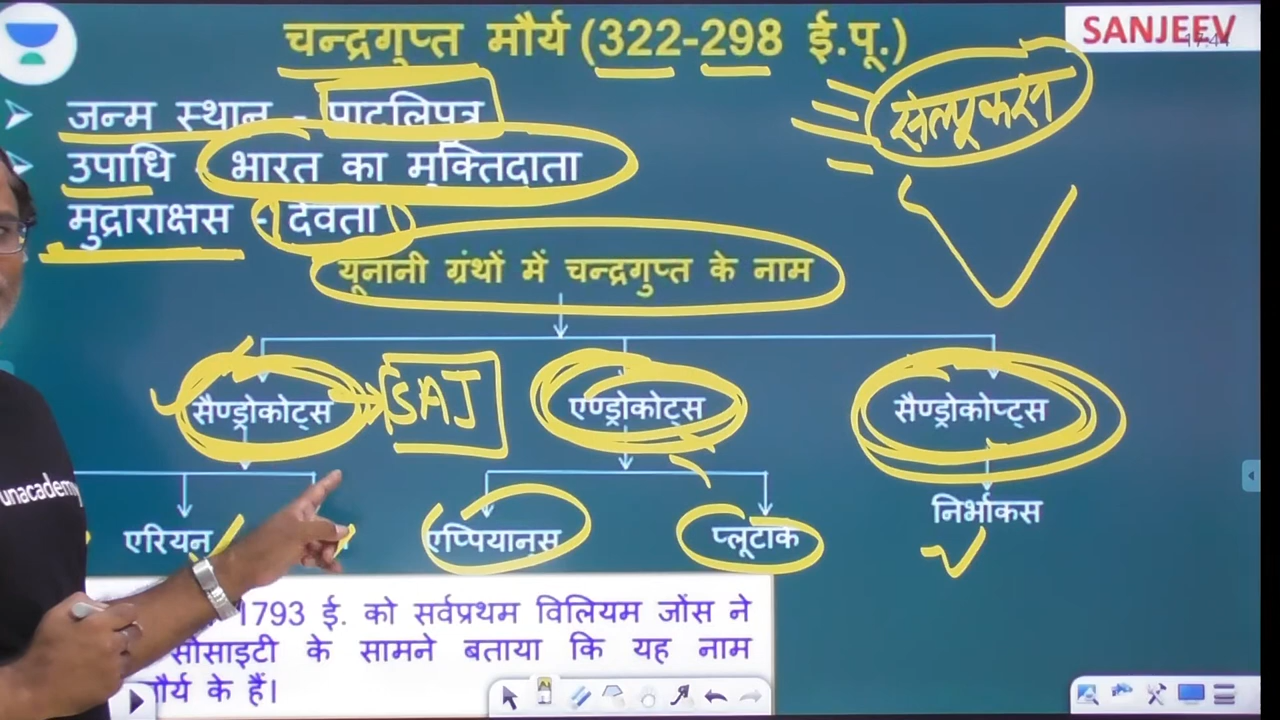 चन्द्रगुप्त मौर्य (322-298 ई.पू.)
SANJEEV
जन्म स्थान - पाटलिपुत्र
उपाधि - भारत का मुक्तिदाता
मुद्राराक्षस - देवता
यूनानी ग्रंथों में चन्द्रगुप्त के नाम
सैण्ड्रोकोट्स
SAJ
एण्ड्रोकोट्स
सैण्ड्रोकोप्ट्स
एरियन
एप्पियानस
प्लूटार्क
निर्भाकस
unacademy
1793 ई. को सर्वप्रथम विलियम जोंस ने
सोसाइटी के सामने बताया कि यह नाम
मौर्य के हैं।